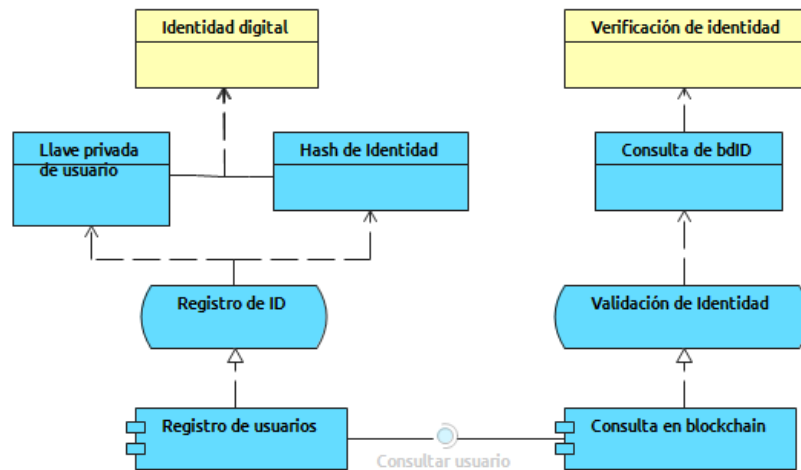 Identidad digital
Verificación de identidad
Llave privada
de usuario
Hash de Identidad
Consulta de bdID
Registro de ID
Validación de Identidad
Registro de usuarios
Consulta en blockchain
Consultar usuario